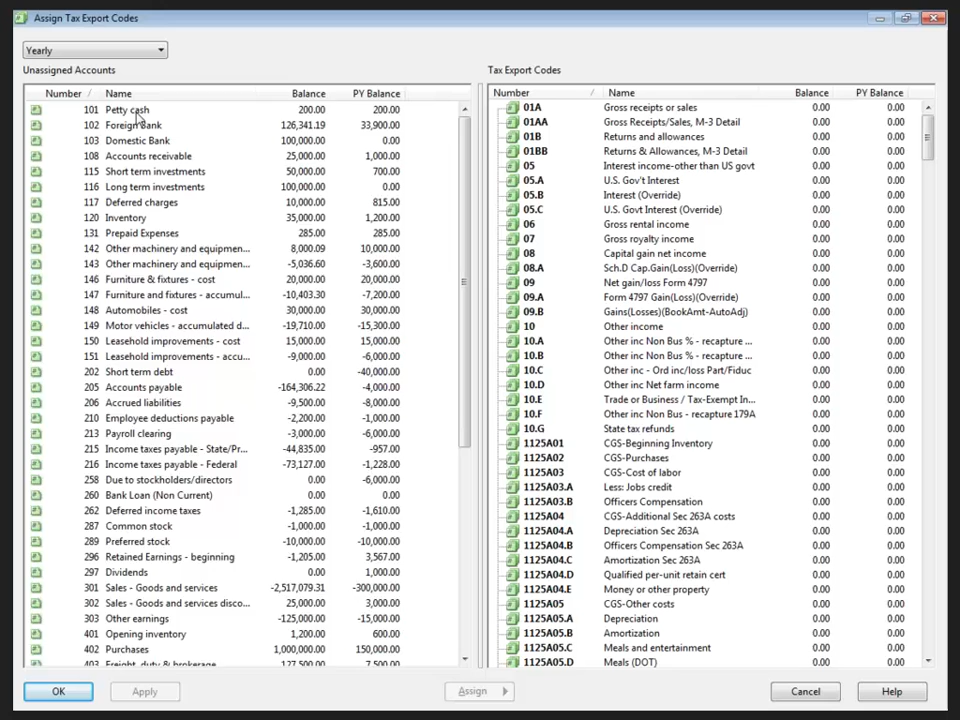 Assign Tax Export Codes
Yearly
Unassigned Accounts
Number / Name Balance PY Balance
101 Petty cash 200.00 200.00
102 Foreign Bank 126,341.19 33,900.00
103 Domestic Bank 100,000.00 0.00
108 Accounts receivable 25,000.00 1,000.00
115 Short term investments 50,000.00 700.00
116 Long term investments 100,000.00 0.00
117 Deferred charges 10,000.00 815.00
120 Inventory 35,000.00 1,200.00
131 Prepaid Expenses 285.00 285.00
142 Other machinery and equipmen... 8,000.09 10,000.00
143 Other machinery and equipmen... -5,036.60 -3,600.00
146 Furniture & fixtures - cost 20,000.00 20,000.00
147 Furniture and fixtures - accumul... -10,403.30 -7,200.00
148 Automobiles - cost 30,000.00 30,000.00
149 Motor vehicles - accumulated d... -19,710.00 -15,300.00
150 Leasehold improvements - cost 15,000.00 15,000.00
151 Leasehold improvements - accu... -9,000.00 -6,000.00
202 Short term debt 0.00 -40,000.00
205 Accounts payable -164,306.22 -4,000.00
206 Accrued liabilities -9,500.00 -8,000.00
210 Employee deductions payable -2,200.00 -1,000.00
213 Payroll clearing -3,000.00 -6,000.00
215 Income taxes payable - State/Pr... -44,835.00 -957.00
216 Income taxes payable - Federal -73,127.00 -1,228.00
258 Due to stockholders/directors 0.00 -6,000.00
260 Bank Loan (Non Current) 0.00 0.00
262 Deferred income taxes -1,285.00 -1,610.00
287 Common stock -1,000.00 -1,000.00
289 Preferred stock -10,000.00 -10,000.00
296 Retained Earnings - beginning -1,205.00 3,567.00
297 Dividends 0.00 1,000.00
301 Sales - Goods and services -2,517,079.31 -300,000.00
302 Sales - Goods and services disco... 25,000.00 3,000.00
303 Other earnings -125,000.00 -15,000.00
401 Opening inventory 1,200.00 600.00
402 Purchases 1,000,000.00 150,000.00
403 Freight, duty & brokerage 127,500.00 7,500.00
Tax Export Codes
Number / Name Balance PY Balance
01A Gross receipts or sales 0.00 0.00
01AA Gross Receipts/Sales, M-3 Detail 0.00 0.00
01B Returns and allowances 0.00 0.00
01BB Returns & Allowances, M-3 Detail 0.00 0.00
05 Interest income-other than US govt 0.00 0.00
05.A U.S. Gov't Interest 0.00 0.00
05.B Interest (Override) 0.00 0.00
05.C U.S. Govt Interest (Override) 0.00 0.00
06 Gross rental income 0.00 0.00
07 Gross royalty income 0.00 0.00
08 Capital gain net income 0.00 0.00
08.A Sch.D Cap.Gain(Loss)(Override) 0.00 0.00
09 Net gain/loss Form 4797 0.00 0.00
09.A Form 4797 Gain(Loss)(Override) 0.00 0.00
09.B Gains(Losses)(BookAmt-AutoAdj) 0.00 0.00
10 Other income 0.00 0.00
10.A Other inc Non Bus % - recapture ... 0.00 0.00
10.B Other inc Non Bus % - recapture ... 0.00 0.00
10.C Other inc - Ord inc/loss Part/Fiduc 0.00 0.00
10.D Other inc Net farm income 0.00 0.00
10.E Trade or Business / Tax-Exempt In... 0.00 0.00
10.F Other inc Non Bus - recapture 179A 0.00 0.00
10.G State tax refunds 0.00 0.00
1125A01 CGS-Beginning Inventory 0.00 0.00
1125A02 CGS-Purchases 0.00 0.00
1125A03 CGS-Cost of labor 0.00 0.00
1125A03.A Less: Jobs credit 0.00 0.00
1125A03.B Officers Compensation 0.00 0.00
1125A04 CGS-Additional Sec 263A costs 0.00 0.00
1125A04.A Depreciation Sec 263A 0.00 0.00
1125A04.B Officers Compensation Sec 263A 0.00 0.00
1125A04.C Amortization Sec 263A 0.00 0.00
1125A04.D Qualified per-unit retain cert 0.00 0.00
1125A04.E Money or other property 0.00 0.00
1125A05 CGS-Other costs 0.00 0.00
1125A05.A Depreciation 0.00 0.00
1125A05.B Amortization 0.00 0.00
1125A05.C Meals and entertainment 0.00 0.00
1125A05.D Meals (DOT) 0.00 0.00
OK Apply Assign Cancel Help